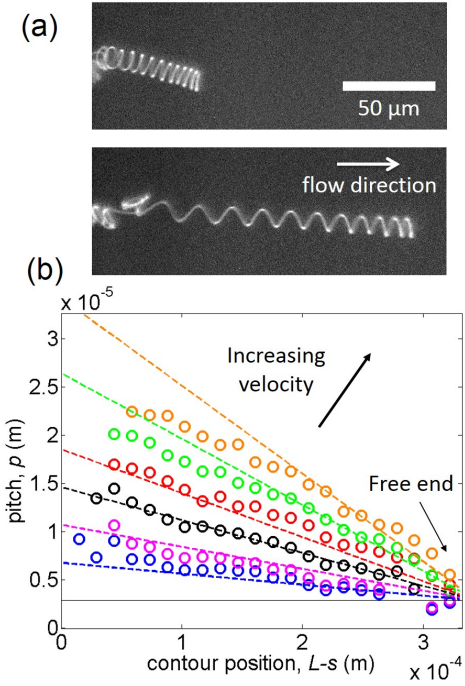 (a)
50 µm
flow direction
(b)
x 10⁻⁵
3
2.5
2
1.5
1
0.5
0
pitch, p (m)
Increasing
velocity
Free end
0 1 2 3
contour position, L-s (m)
x 10⁻⁴